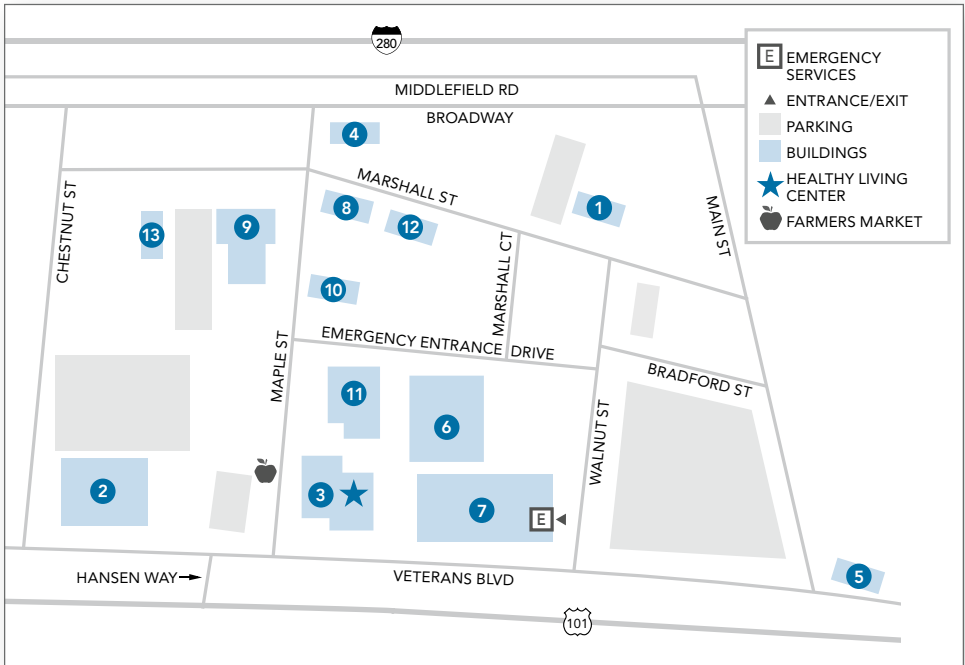 280
MIDDLEFIELD RD
BROADWAY
E EMERGENCY
SERVICES
ENTRANCE/EXIT
PARKING
BUILDINGS
HEALTHY LIVING
CENTER
FARMERS MARKET
4
MARSHALL ST
1
8
12
13
9
CHESTNUT ST
MAIN ST
MARSHALL CT
10
EMERGENCY ENTRANCE DRIVE
MAPLE ST
BRADFORD ST
11
6
WALNUT ST
2
3
7
E
5
HANSEN WAY
VETERANS BLVD
101